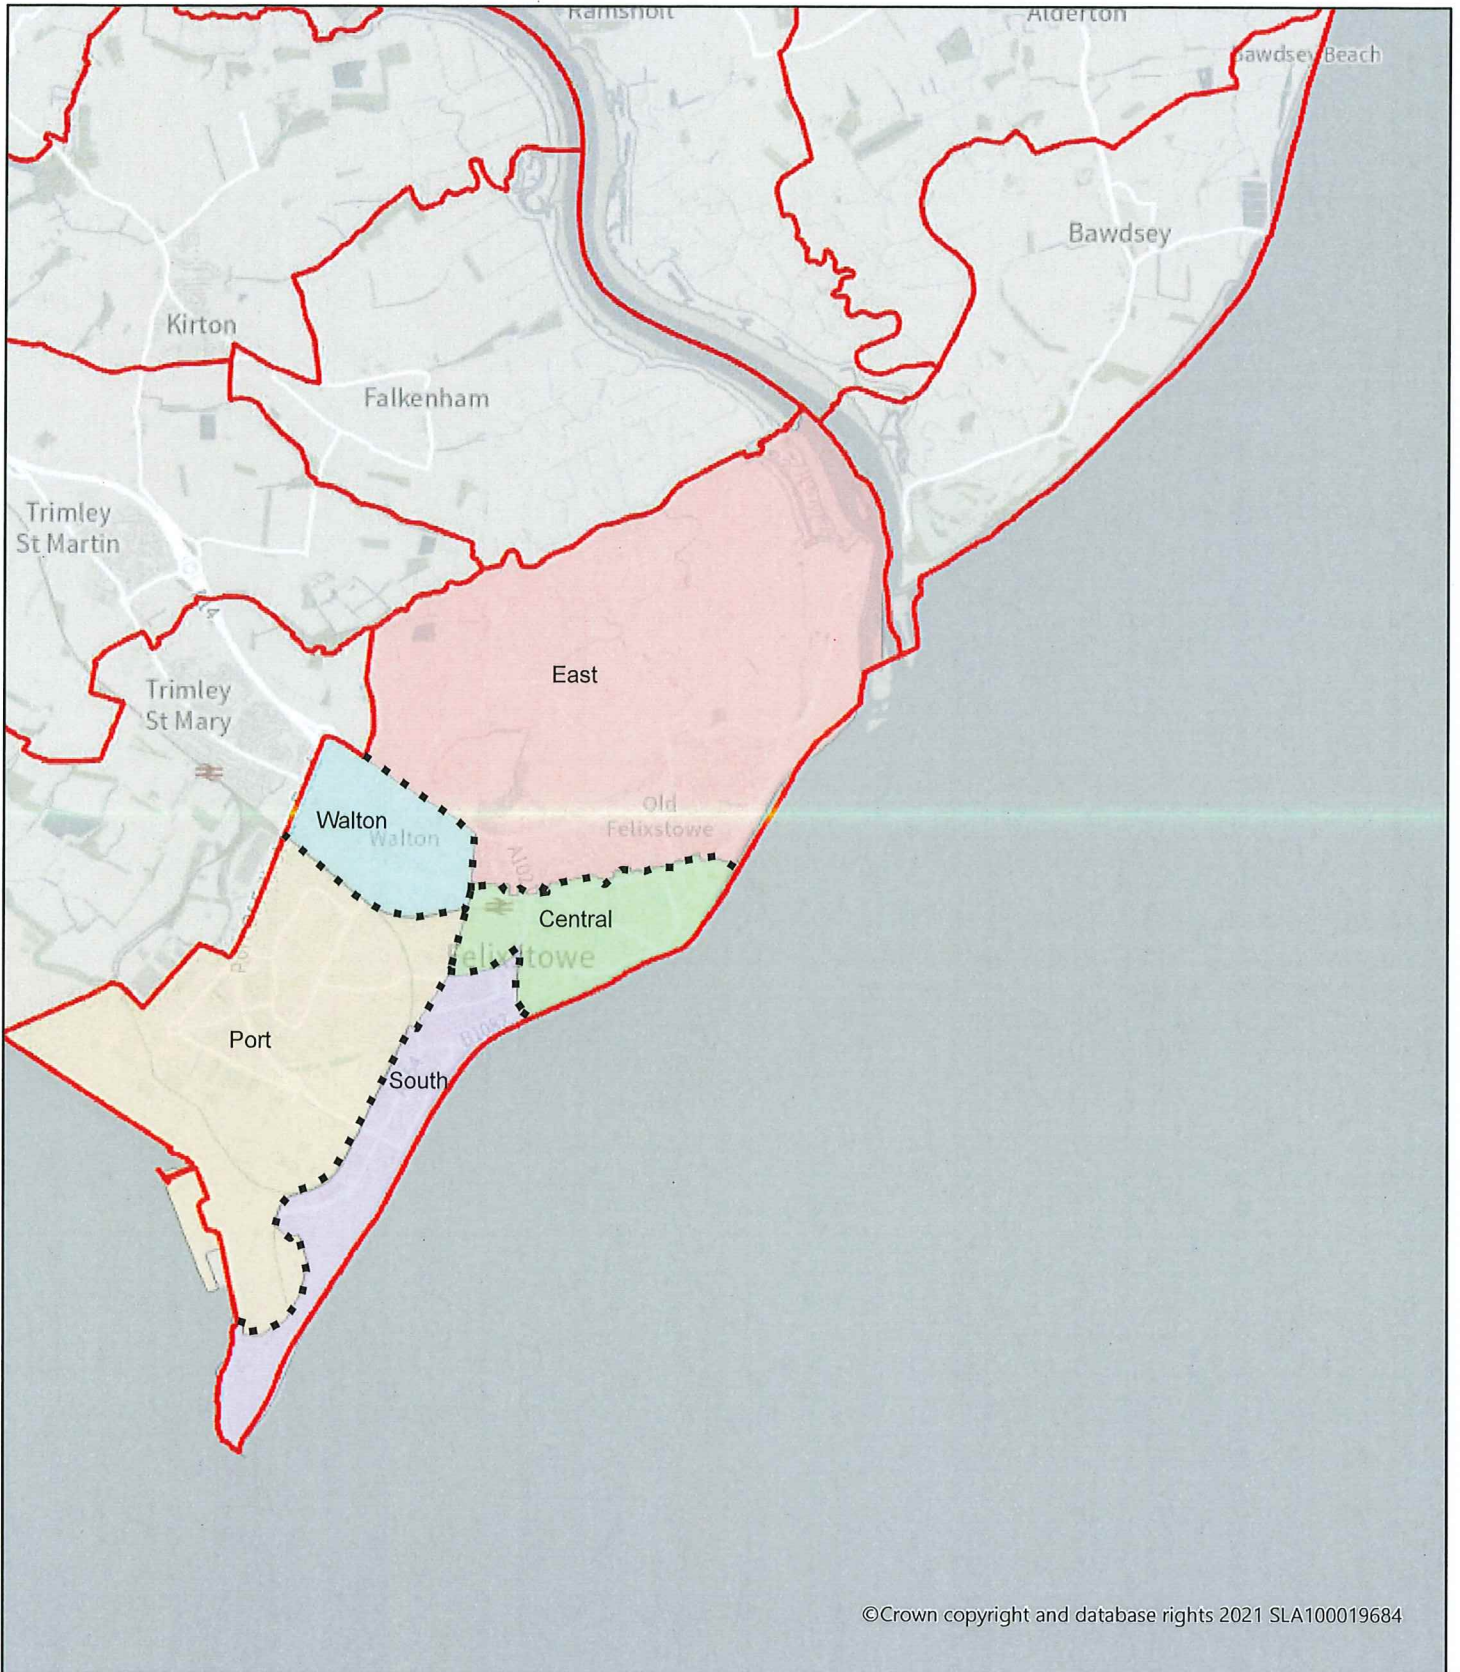 Ramsholt
Alderton
Bawdsey Beach
Bawdsey
Kirton
Falkenham
Trimley
St Martin
A14
East
Trimley
St Mary
Old
Felixstowe
Walton
Walton
Central
Felixstowe
Port
South
©Crown copyright and database rights 2021 SLA100019684